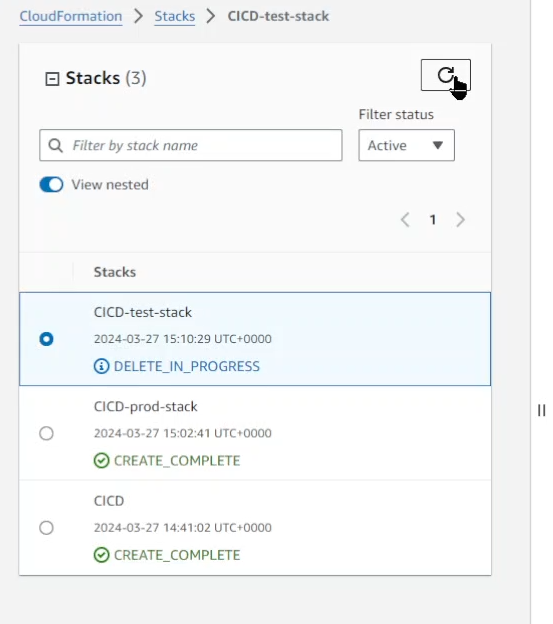 CloudFormation > Stacks > CICD-test-stack
Stacks (3)
Filter status
Filter by stack name
Active
View nested
1
Stacks
CICD-test-stack
2024-03-27 15:10:29 UTC+0000
DELETE_IN_PROGRESS
CICD-prod-stack
2024-03-27 15:02:41 UTC+0000
CREATE_COMPLETE
CICD
2024-03-27 14:41:02 UTC+0000
CREATE_COMPLETE